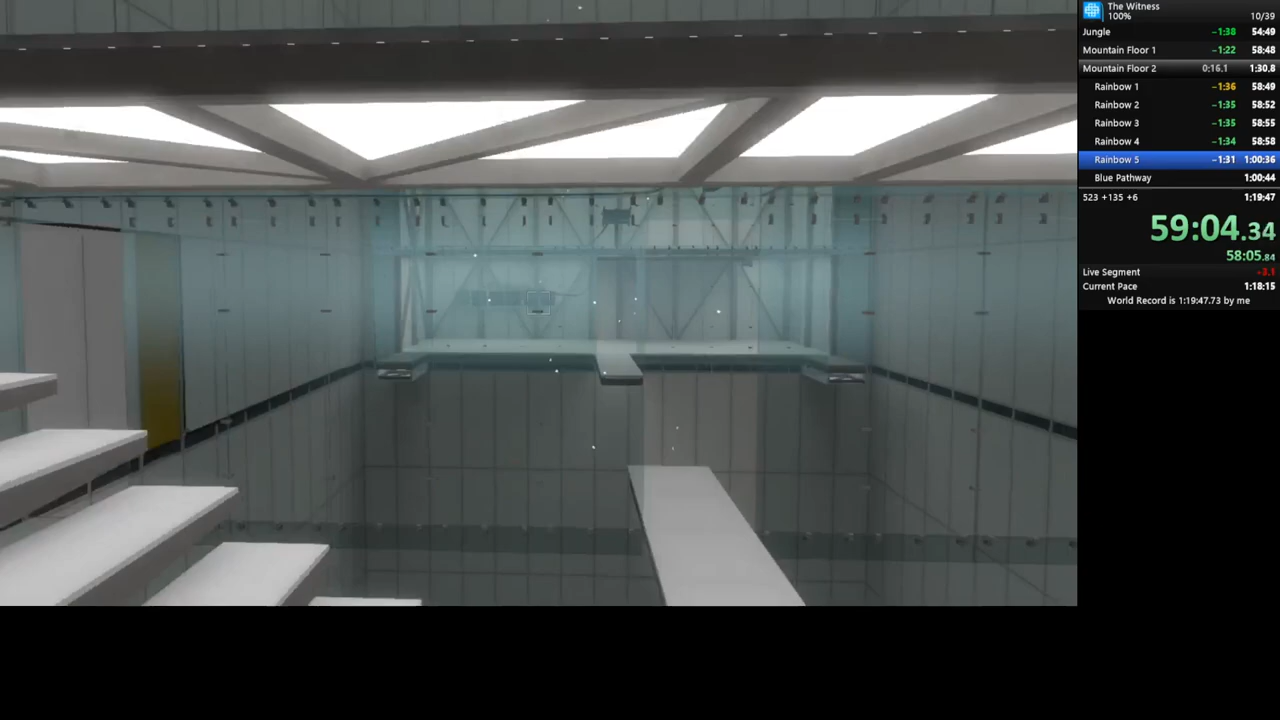 The Witness
100% 10/39
Jungle -1:38 54:49
Mountain Floor 1 -1:22 58:48
Mountain Floor 2 0:16.1 1:30.8
Rainbow 1 -1:36 58:49
Rainbow 2 -1:35 58:52
Rainbow 3 -1:35 58:55
Rainbow 4 -1:34 58:58
Rainbow 5 -1:31 1:00:36
Blue Pathway 1:00:44
523 +135 +6 1:19:47
59:04.34
58:05.84
Live Segment -3.1
Current Pace 1:18:15
World Record is 1:19:47.73 by me